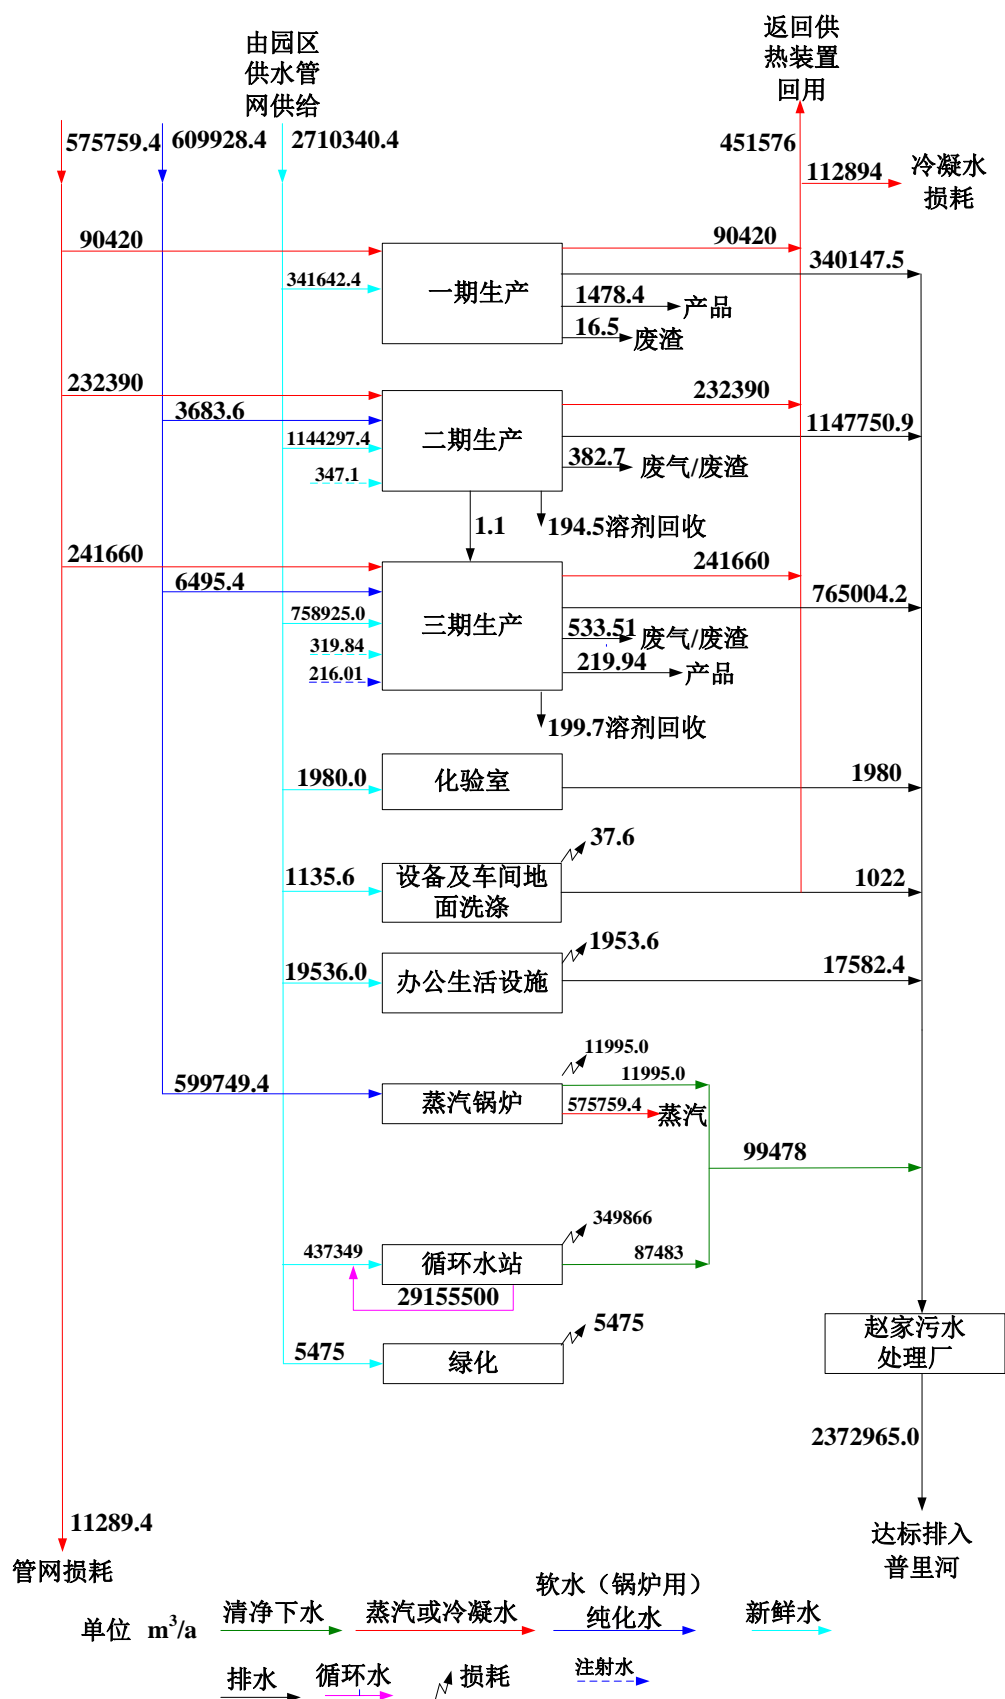 由园区
供水管
网供给
返回供
热装置
回用
575759.4
609928.4
2710340.4
451576
112894
冷凝水
损耗
90420
341642.4
一期生产
90420
340147.5
1478.4
产品
16.5
废渣
232390
3683.6
1144297.4
347.1
二期生产
232390
1147750.9
382.7
废气/废渣
1.1
194.5溶剂回收
241660
6495.4
758925.0
319.84
216.01
三期生产
241660
765004.2
533.51
废气/废渣
219.94
产品
199.7溶剂回收
1980.0
化验室
1980
37.6
1135.6
设备及车间地
面洗涤
1022
1953.6
19536.0
办公生活设施
17582.4
11995.0
599749.4
蒸汽锅炉
11995.0
575759.4
蒸汽
99478
349866
437349
循环水站
87483
29155500
5475
5475
绿化
赵家污水
处理厂
2372965.0
11289.4
管网损耗
达标排入
普里河
单位 m³/a
清净下水
蒸汽或冷凝水
软水（锅炉用）
纯化水
新鲜水
排水
循环水
损耗
注射水